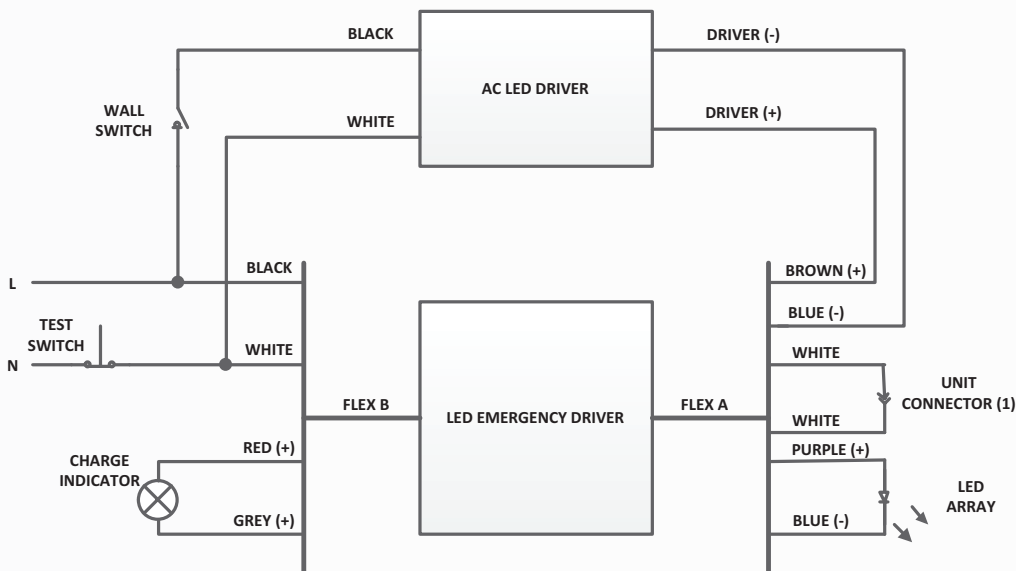 BLACK
DRIVER (-)
AC LED DRIVER
WALL
SWITCH
WHITE
DRIVER (+)
BLACK
BROWN (+)
L
TEST
SWITCH
BLUE (-)
N
WHITE
WHITE
UNIT
CONNECTOR (1)
FLEX B
LED EMERGENCY DRIVER
FLEX A
WHITE
RED (+)
PURPLE (+)
CHARGE
INDICATOR
LED
ARRAY
GREY (+)
BLUE (-)